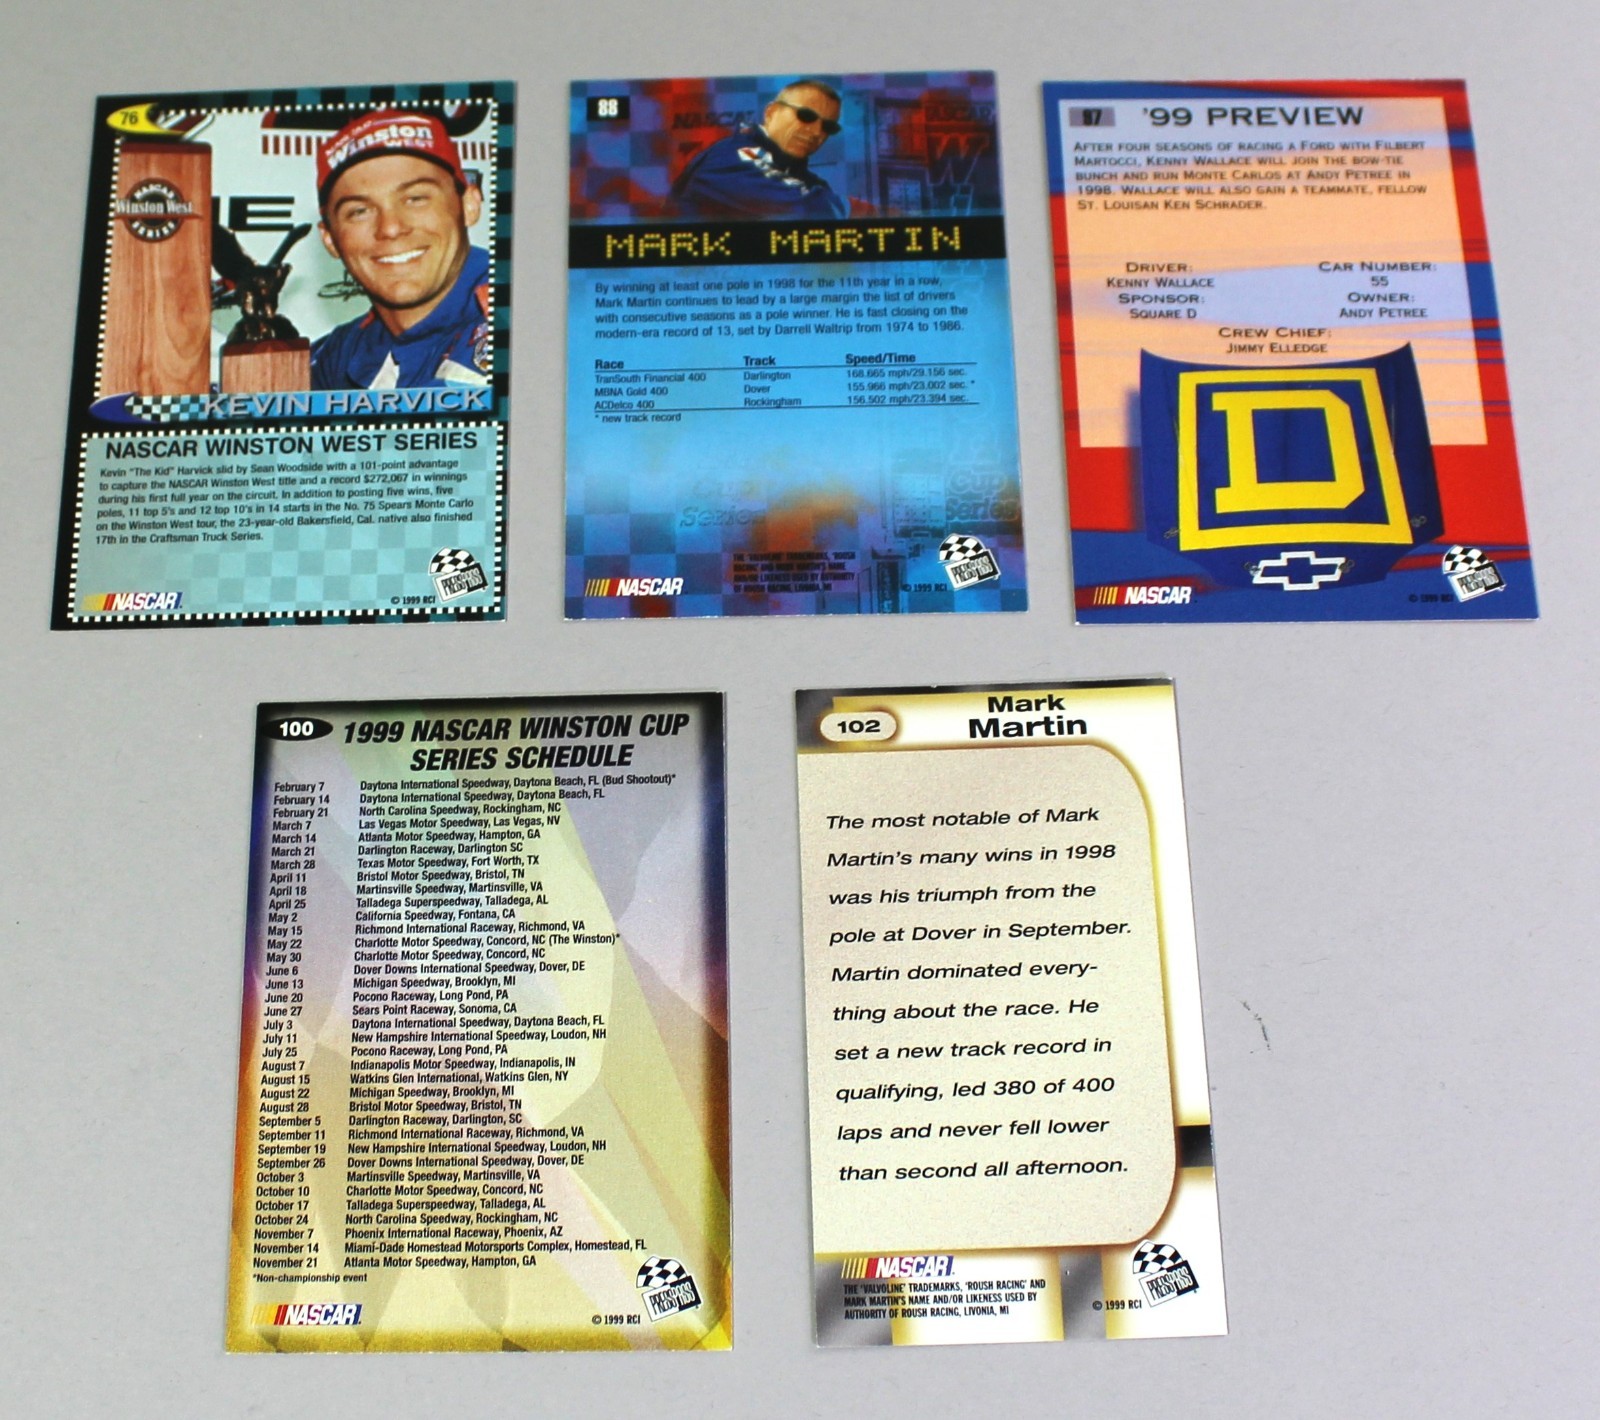 76
NASCAR
Winston West
SERIES
Winston
WEST
KEVIN HARVICK
NASCAR WINSTON WEST SERIES
Kevin "The Kid" Harvick slid by Sean Woodside with a 101-point advantage
to capture the NASCAR Winston West title and a record $272,067 in winnings
during his first full year on the circuit. In addition to posting five wins, five
poles, 11 top 5's and 12 top 10's in 14 starts in the No. 75 Spears Monte Carlo
on the Winston West tour, the 23-year-old Bakersfield, Cal. native also finished
17th in the Craftsman Truck Series.
NASCAR
© 1999 RCI
88
MARK MARTIN
By winning at least one pole in 1998 for the 11th year in a row,
Mark Martin continues to lead by a large margin the list of drivers
with consecutive seasons as a pole winner. He is fast closing on the
modern-era record of 13, set by Darrell Waltrip from 1974 to 1986.
Race Track Speed/Time
TranSouth Financial 400 Darlington 168.665 mph/29.156 sec.
MBNA Gold 400 Dover 155.966 mph/23.002 sec. *
ACDelco 400 Rockingham 156.502 mph/23.394 sec.
* new track record
Series
Cup
Series
NASCAR
THE 'VALVOLINE' TRADEMARKS, 'ROUSH
RACING' AND MARK MARTIN'S NAME
AND/OR LIKENESS USED BY AUTHORITY
OF ROUSH RACING, LIVONIA, MI
© 1999 RCI
87
'99 PREVIEW
AFTER FOUR SEASONS OF RACING A FORD WITH FILBERT
MARTOCCI, KENNY WALLACE WILL JOIN THE BOW-TIE
BUNCH AND RUN MONTE CARLOS AT ANDY PETREE IN
1998. WALLACE WILL ALSO GAIN A TEAMMATE, FELLOW
ST. LOUISAN KEN SCHRADER.
DRIVER: CAR NUMBER:
KENNY WALLACE 55
SPONSOR: OWNER:
SQUARE D ANDY PETREE
CREW CHIEF:
JIMMY ELLEDGE
D
NASCAR
© 1999 RCI
100
1999 NASCAR WINSTON CUP
SERIES SCHEDULE
February 7 Daytona International Speedway, Daytona Beach, FL (Bud Shootout)*
February 14 Daytona International Speedway, Daytona Beach, FL
February 21 North Carolina Speedway, Rockingham, NC
March 7 Las Vegas Motor Speedway, Las Vegas, NV
March 14 Atlanta Motor Speedway, Hampton, GA
March 21 Darlington Raceway, Darlington SC
March 28 Texas Motor Speedway, Fort Worth, TX
April 11 Bristol Motor Speedway, Bristol, TN
April 18 Martinsville Speedway, Martinsville, VA
April 25 Talladega Superspeedway, Talladega, AL
May 2 California Speedway, Fontana, CA
May 15 Richmond International Raceway, Richmond, VA
May 22 Charlotte Motor Speedway, Concord, NC (The Winston)*
May 30 Charlotte Motor Speedway, Concord, NC
June 6 Dover Downs International Speedway, Dover, DE
June 13 Michigan Speedway, Brooklyn, MI
June 20 Pocono Raceway, Long Pond, PA
June 27 Sears Point Raceway, Sonoma, CA
July 3 Daytona International Speedway, Daytona Beach, FL
July 11 New Hampshire International Speedway, Loudon, NH
July 25 Pocono Raceway, Long Pond, PA
August 7 Indianapolis Motor Speedway, Indianapolis, IN
August 15 Watkins Glen International, Watkins Glen, NY
August 22 Michigan Speedway, Brooklyn, MI
August 28 Bristol Motor Speedway, Bristol, TN
September 5 Darlington Raceway, Darlington, SC
September 11 Richmond International Raceway, Richmond, VA
September 19 New Hampshire International Speedway, Loudon, NH
September 26 Dover Downs International Speedway, Dover, DE
October 3 Martinsville Speedway, Martinsville, VA
October 10 Charlotte Motor Speedway, Concord, NC
October 17 Talladega Superspeedway, Talladega, AL
October 24 North Carolina Speedway, Rockingham, NC
November 7 Phoenix International Raceway, Phoenix, AZ
November 14 Miami-Dade Homestead Motorsports Complex, Homestead, FL
November 21 Atlanta Motor Speedway, Hampton, GA
*Non-championship event
NASCAR
© 1999 RCI
102
Mark
Martin
The most notable of Mark
Martin's many wins in 1998
was his triumph from the
pole at Dover in September.
Martin dominated every-
thing about the race. He
set a new track record in
qualifying, led 380 of 400
laps and never fell lower
than second all afternoon.
NASCAR
THE 'VALVOLINE' TRADEMARKS, 'ROUSH RACING' AND
MARK MARTIN'S NAME AND/OR LIKENESS USED BY
AUTHORITY OF ROUSH RACING, LIVONIA, MI
© 1999 RCI